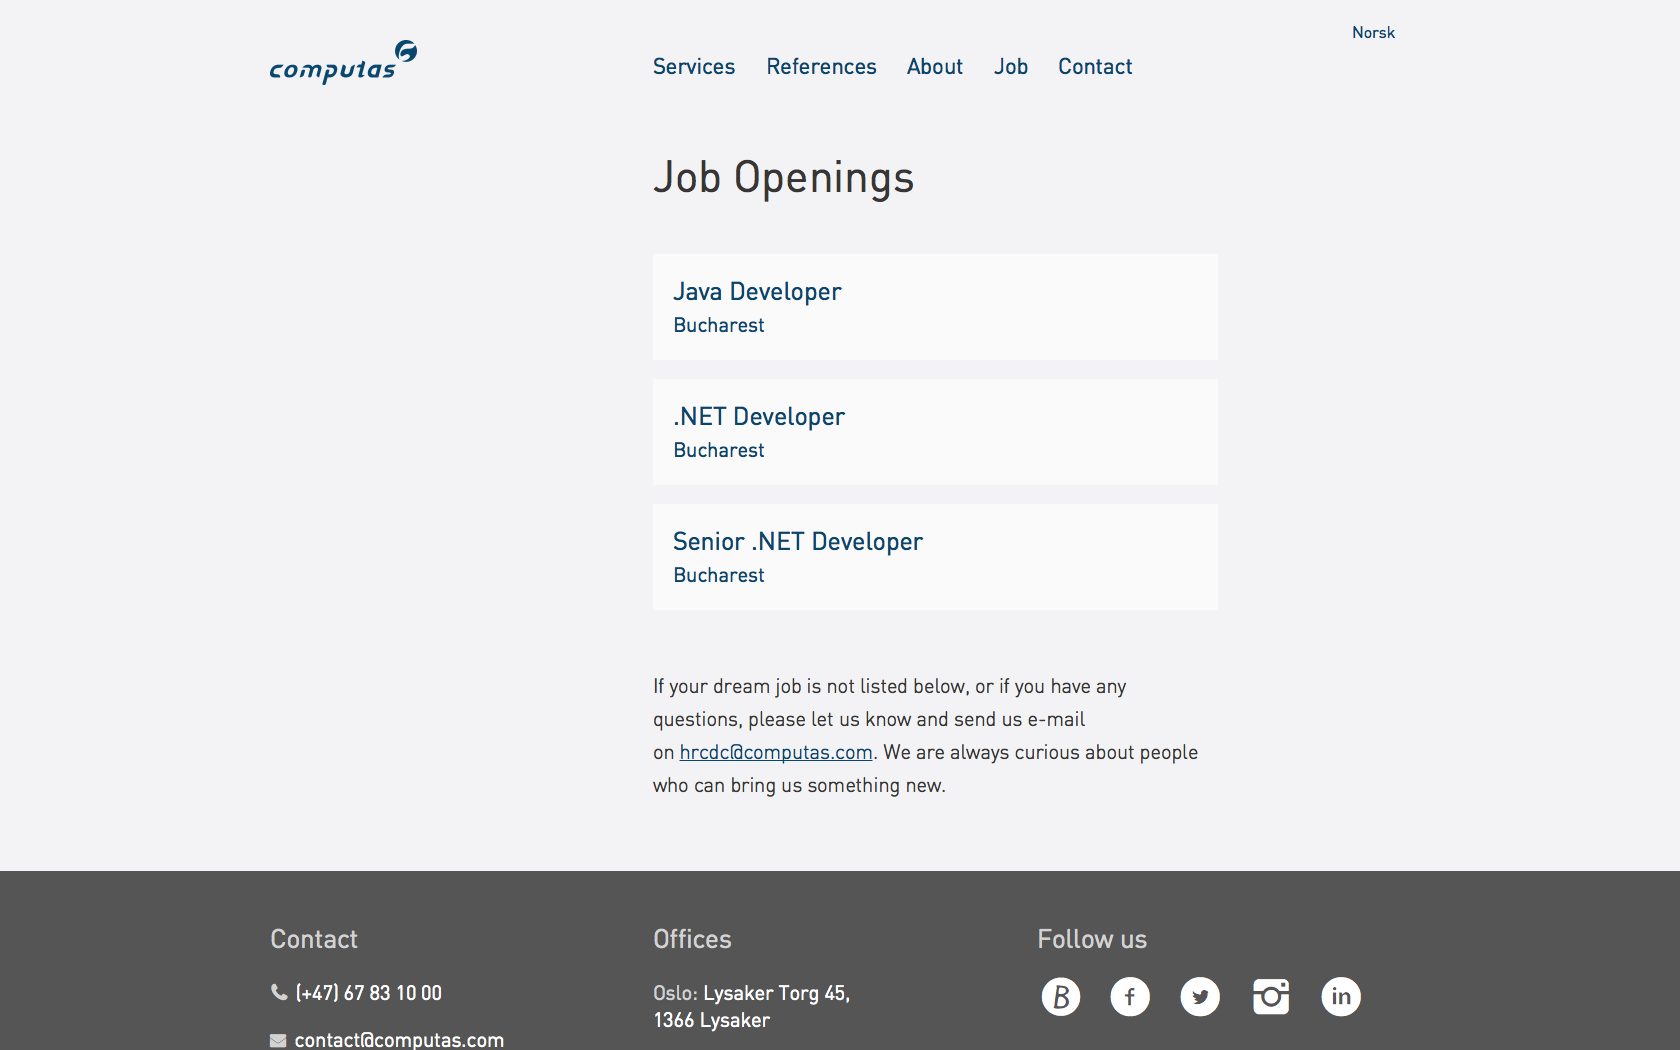 Norsk
computas
Services References About Job Contact
Job Openings
Java Developer
Bucharest
.NET Developer
Bucharest
Senior .NET Developer
Bucharest
If your dream job is not listed below, or if you have any
questions, please let us know and send us e-mail
on hrcdc@computas.com. We are always curious about people
who can bring us something new.
Contact
(+47) 67 83 10 00
contact@computas.com
Offices
Oslo: Lysaker Torg 45,
1366 Lysaker
Follow us
B f in